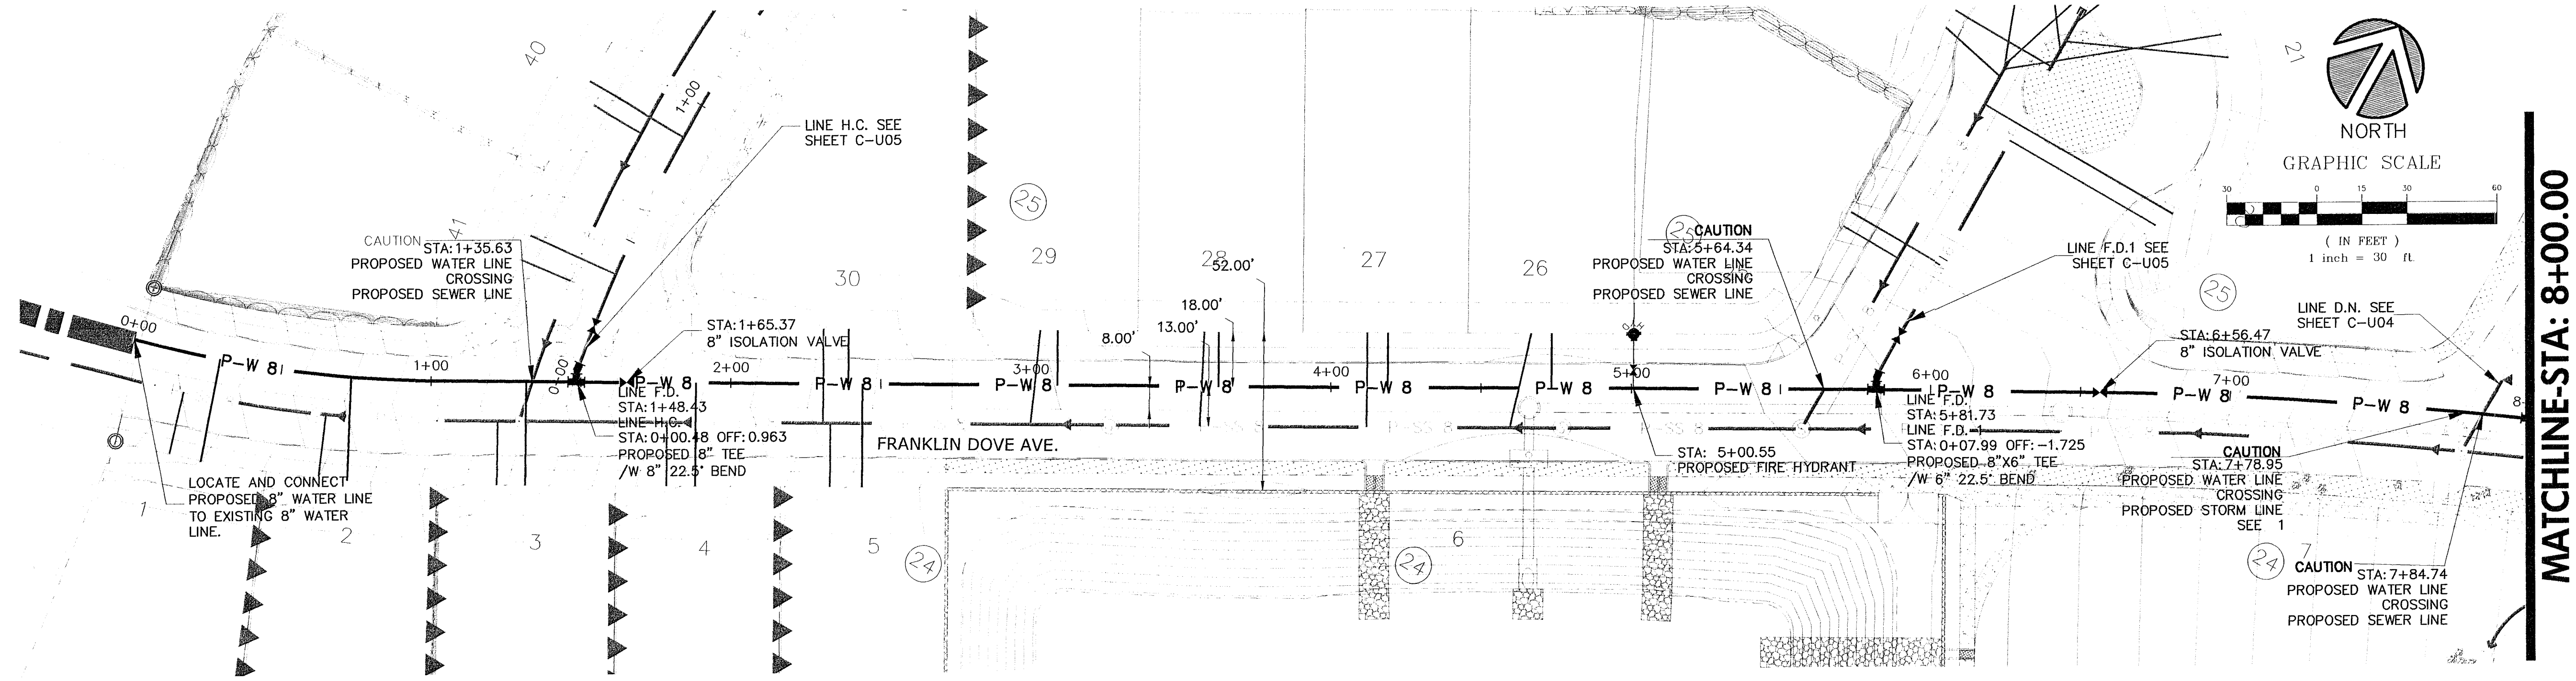 40
1+00
LINE H.C. SEE
SHEET C-U05
41
CAUTION
STA: 1+35.63
PROPOSED WATER LINE
CROSSING
PROPOSED SEWER LINE
0+00
P-W 8
1+00
0+00
STA: 1+65.37
8" ISOLATION VALVE
P-W 8
2+00
LINE F.D.
STA: 1+48.43
LINE H.C.
STA: 0+00.48 OFF: 0.963
PROPOSED 8" TEE
/W 8" 22.5° BEND
LOCATE AND CONNECT
PROPOSED 8" WATER LINE
TO EXISTING 8" WATER
LINE.
1
2
3
4
5
30
25
29
28
27
26
52.00'
18.00'
13.00'
8.00'
P-W 8
3+00
P-W 8
P-W 8
4+00
P-W 8
P-W 8
5+00
P-W 8
FRANKLIN DOVE AVE.
SS 8
24
24
6
25
CAUTION
STA: 5+64.34
PROPOSED WATER LINE
CROSSING
PROPOSED SEWER LINE
STA: 5+00.55
PROPOSED FIRE HYDRANT
6+00
P-W 8
LINE F.D.
STA: 5+81.73
LINE F.D. 1
STA: 0+07.99 OFF: -1.725
PROPOSED 8"X6" TEE
/W 6" 22.5° BEND
LINE F.D.1 SEE
SHEET C-U05
STA: 6+56.47
8" ISOLATION VALVE
7+00
P-W 8
P-W 8
8
25
LINE D.N. SEE
SHEET C-U04
CAUTION
STA: 7+78.95
PROPOSED WATER LINE
CROSSING
PROPOSED STORM LINE
SEE 1
24
7
CAUTION
STA: 7+84.74
PROPOSED WATER LINE
CROSSING
PROPOSED SEWER LINE
21
NORTH
GRAPHIC SCALE
30 0 15 30 60
( IN FEET )
1 inch = 30 ft.
MATCHLINE-STA: 8+00.00